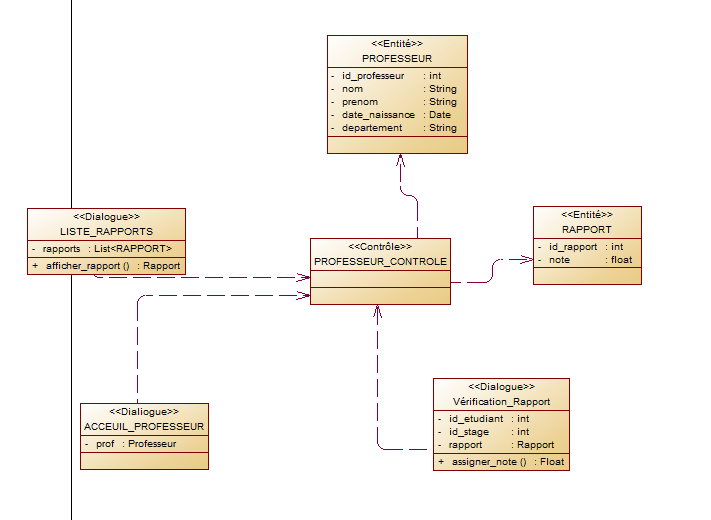 <<Entité>>
PROFESSEUR
- id_professeur : int
- nom : String
- prenom : String
- date_naissance : Date
- departement : String
<<Dialogue>>
LISTE_RAPPORTS
- rapports : List<RAPPORT>
+ afficher_rapport () : Rapport
<<Contrôle>>
PROFESSEUR_CONTROLE
<<Entité>>
RAPPORT
- id_rapport : int
- note : float
<<Dialiogue>>
ACCEUIL_PROFESSEUR
- prof : Professeur
<<Dialogue>>
Vérification_Rapport
- id_etudiant : int
- id_stage : int
- rapport : Rapport
+ assigner_note () : Float